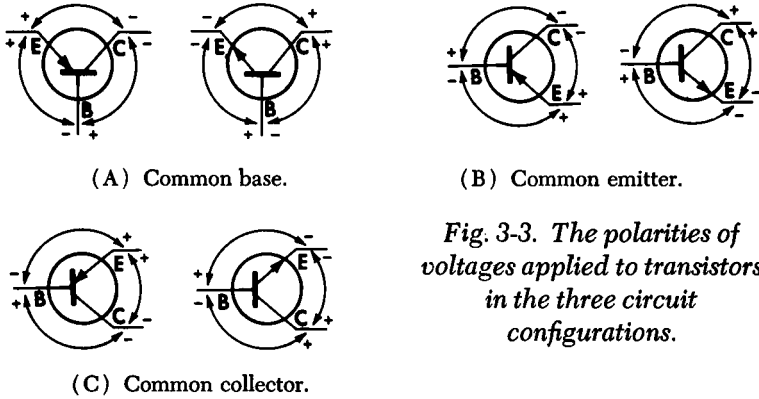 + - + -
+ E C - + E C +
B B
- + - +
(A) Common base.
+ - - +
- B C - + B C +
E + E -
+ -
(B) Common emitter.
+ -
- E + + E -
+ B - B
C - C +
- +
(C) Common collector.
Fig. 3-3. The polarities of
voltages applied to transistors
in the three circuit
configurations.